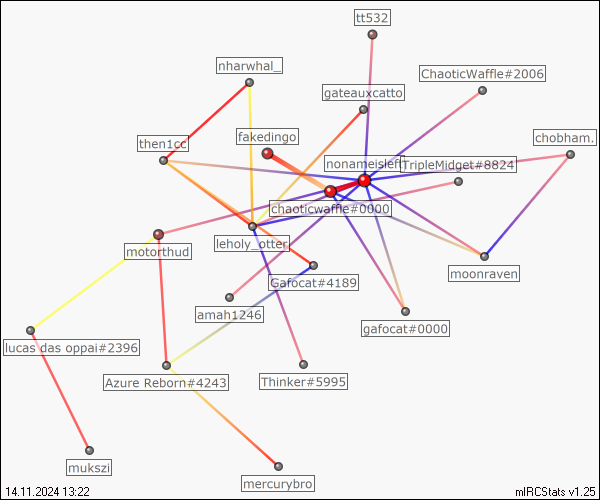 tt532
nharwhal_
ChaoticWaffle#2006
gateauxcatto
fakedingo
chobham.
then1cc
nonameisleft
TripleMidget#8824
chaoticwaffle#0000
leholy_otter
motorthud
moonraven
Gafocat#4189
amah1246
gafocat#0000
lucas das oppai#2396
Azure Reborn#4243
Thinker#5995
mukszi
mercurybro
14.11.2024 13:22
mIRCStats v1.25